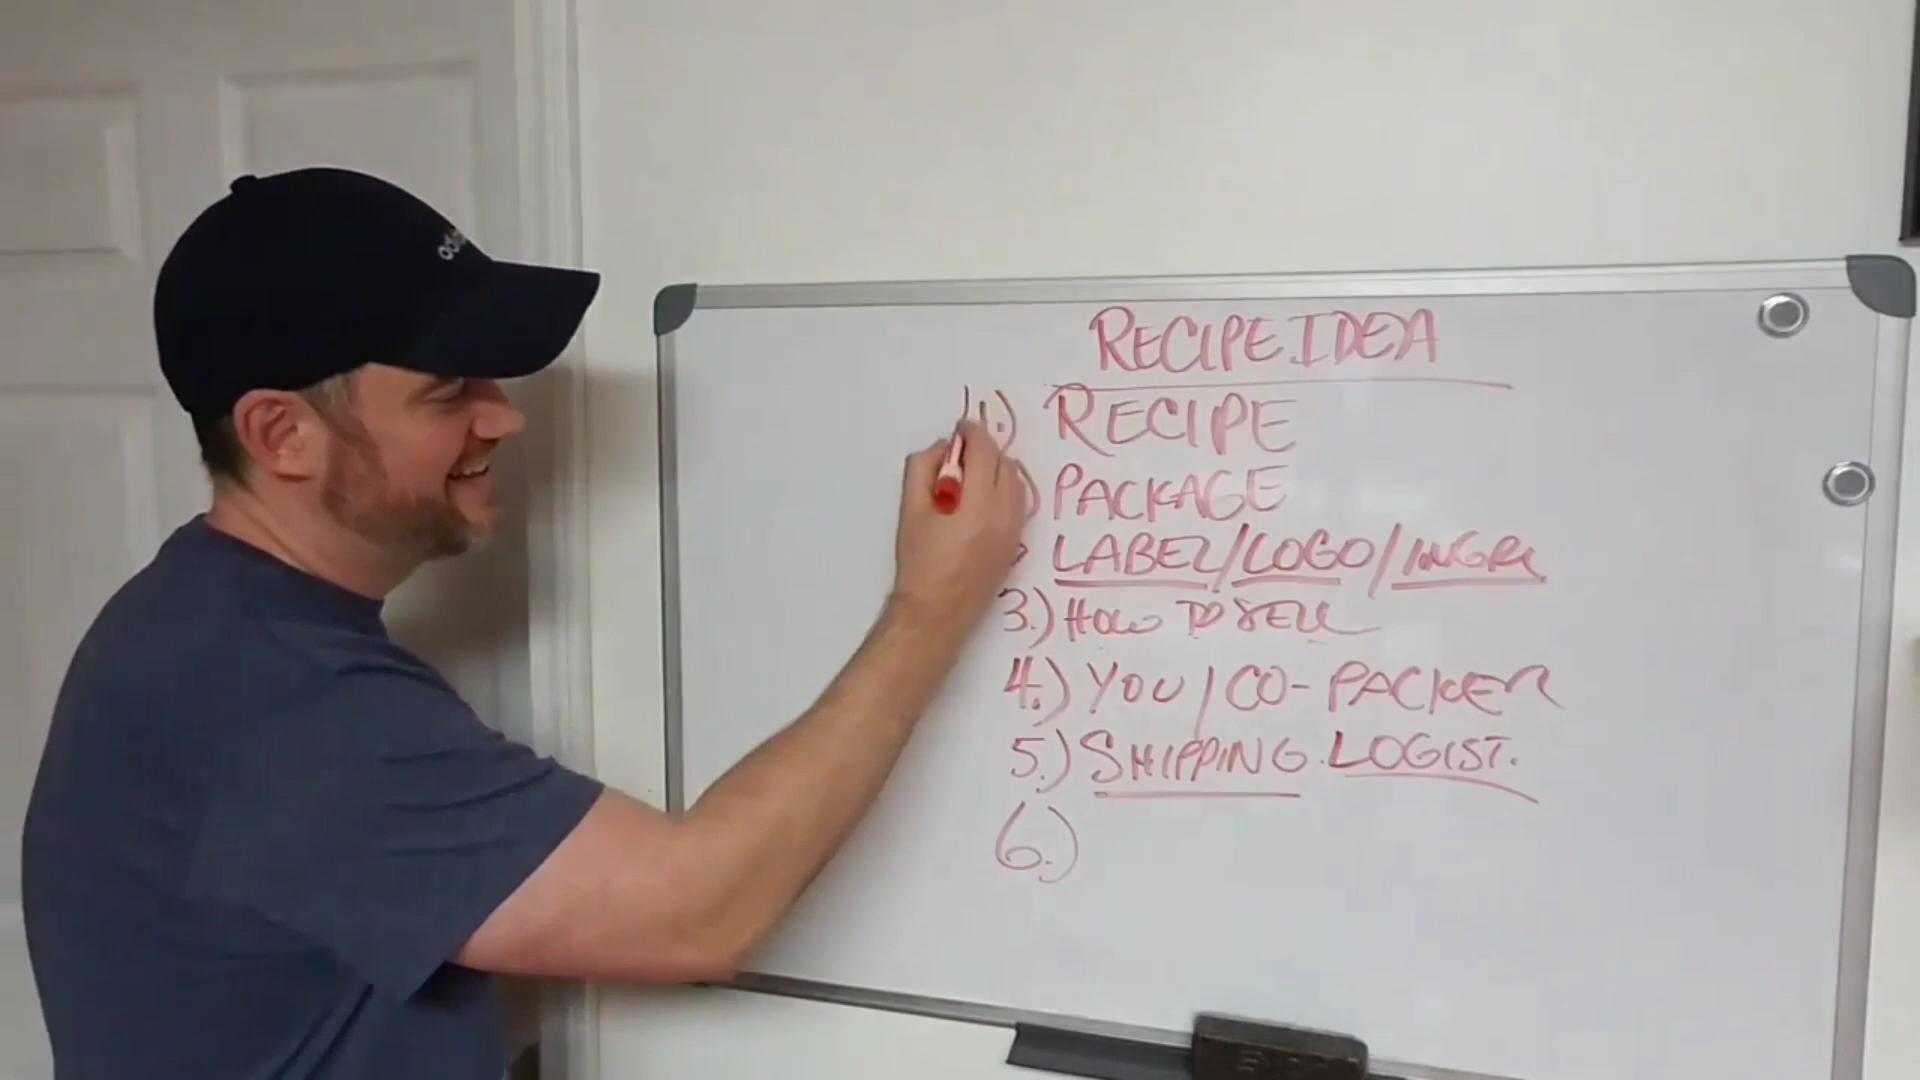 RECIPE IDEA
1.) RECIPE
) PACKAGE
LABEL/LOGO/INGR
3.) HOW TO SELL
4.) YOU/CO-PACKER
5.) SHIPPING LOGIST.
6.)